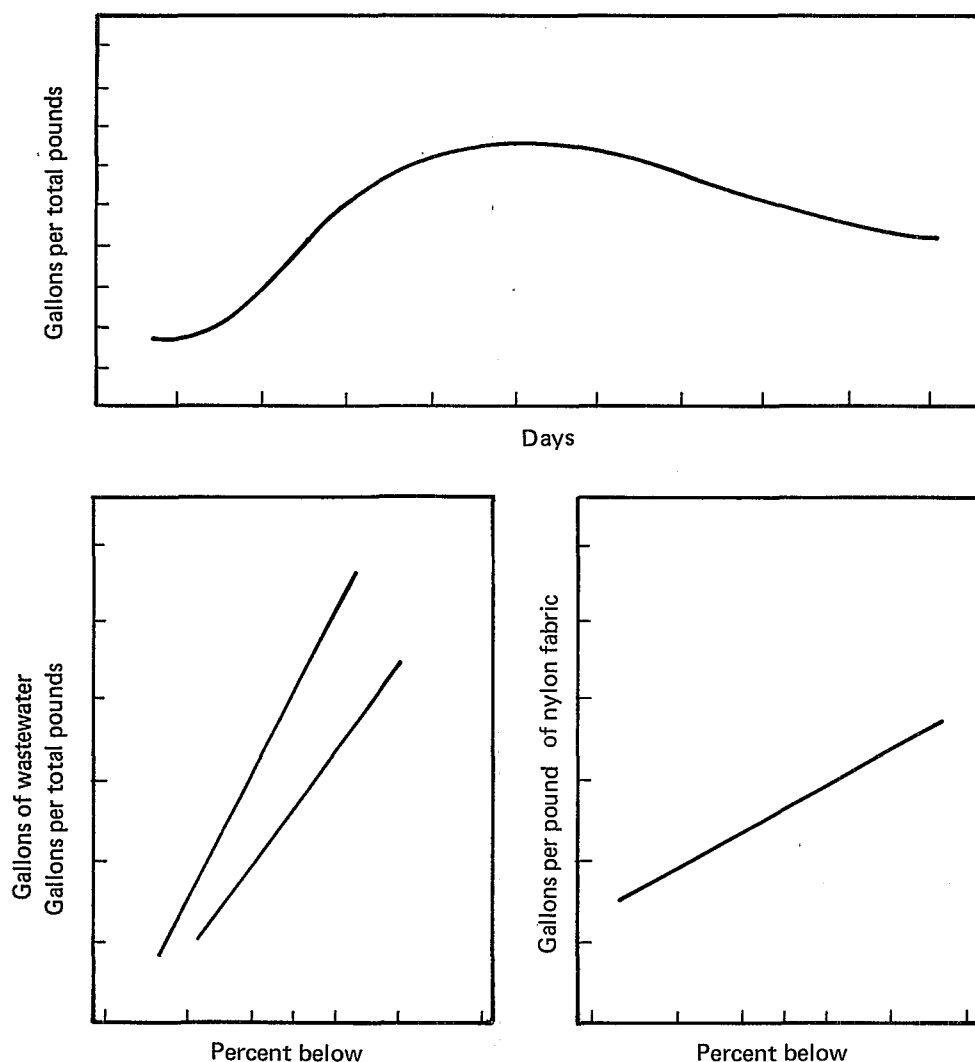 Gallons per total pounds
Days
Gallons of wastewater
Gallons per total pounds
Percent below
Gallons per pound of nylon fabric
Percent below